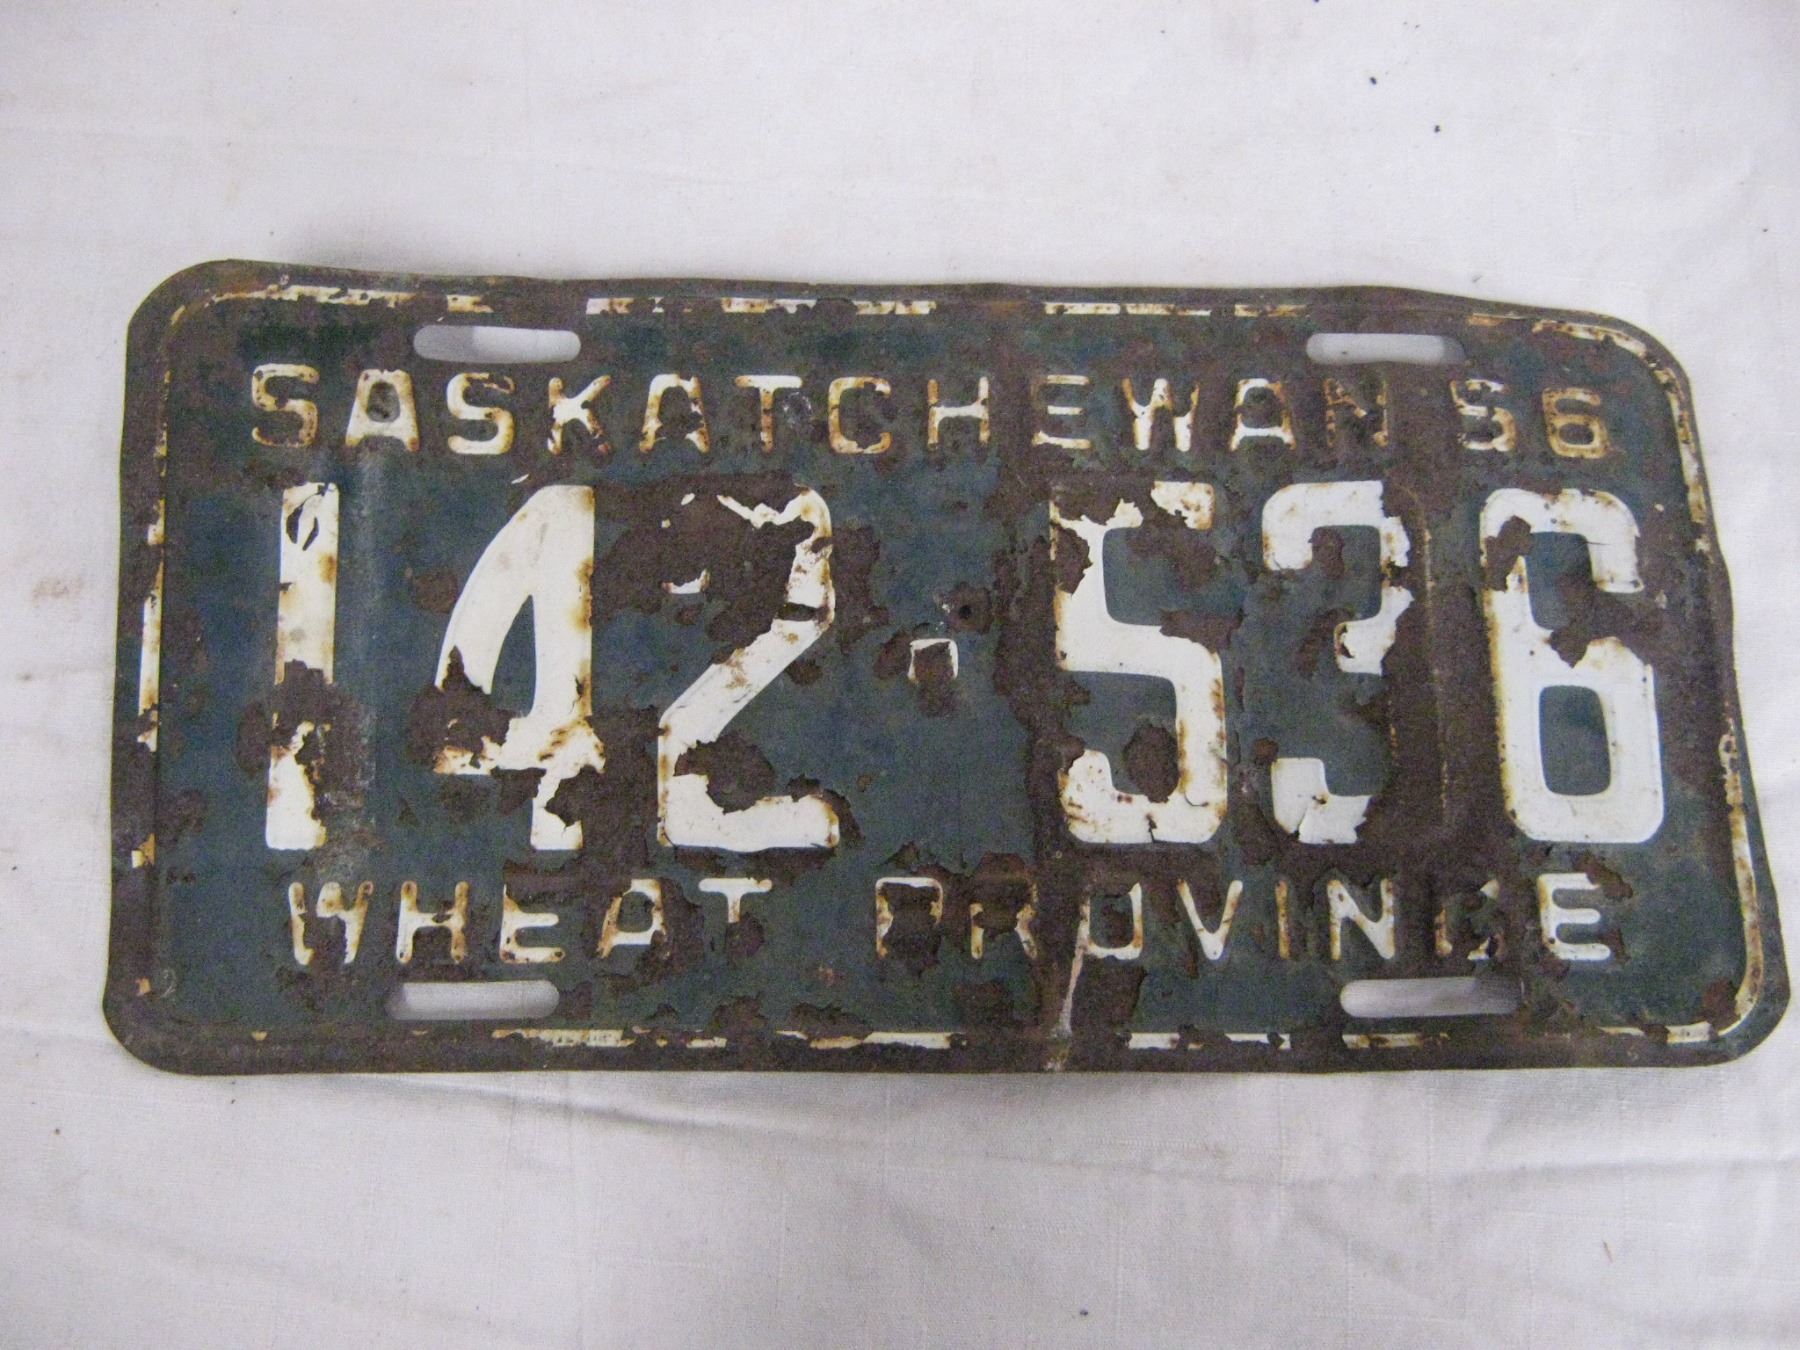 SASKATCHEWAN 56
142·536
WHEAT PROVINCE